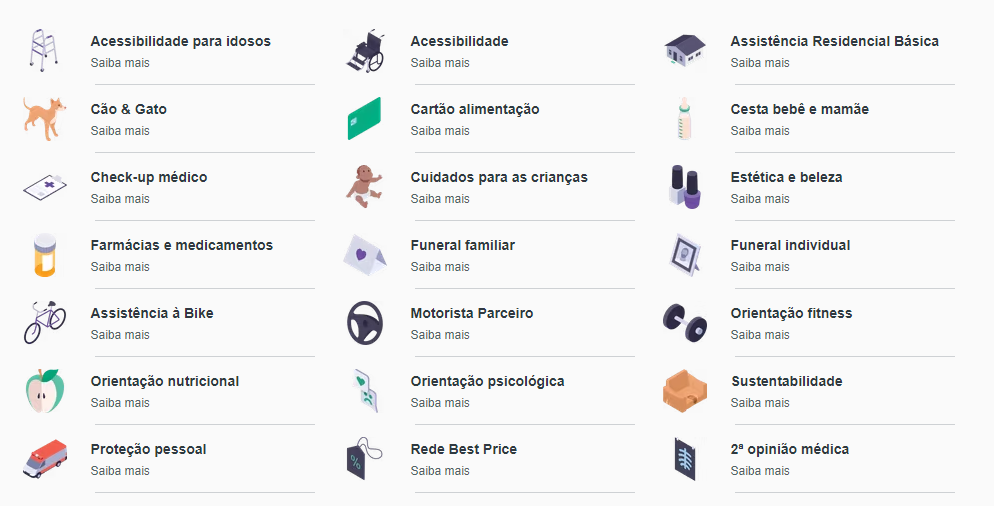 Acessibilidade para idosos
Saiba mais
Acessibilidade
Saiba mais
Assistência Residencial Básica
Saiba mais
Cão & Gato
Saiba mais
Cartão alimentação
Saiba mais
Cesta bebê e mamãe
Saiba mais
Check-up médico
Saiba mais
Cuidados para as crianças
Saiba mais
Estética e beleza
Saiba mais
Farmácias e medicamentos
Saiba mais
Funeral familiar
Saiba mais
Funeral individual
Saiba mais
Assistência à Bike
Saiba mais
Motorista Parceiro
Saiba mais
Orientação fitness
Saiba mais
Orientação nutricional
Saiba mais
Orientação psicológica
Saiba mais
Sustentabilidade
Saiba mais
Proteção pessoal
Saiba mais
%
Rede Best Price
Saiba mais
2ª opinião médica
Saiba mais